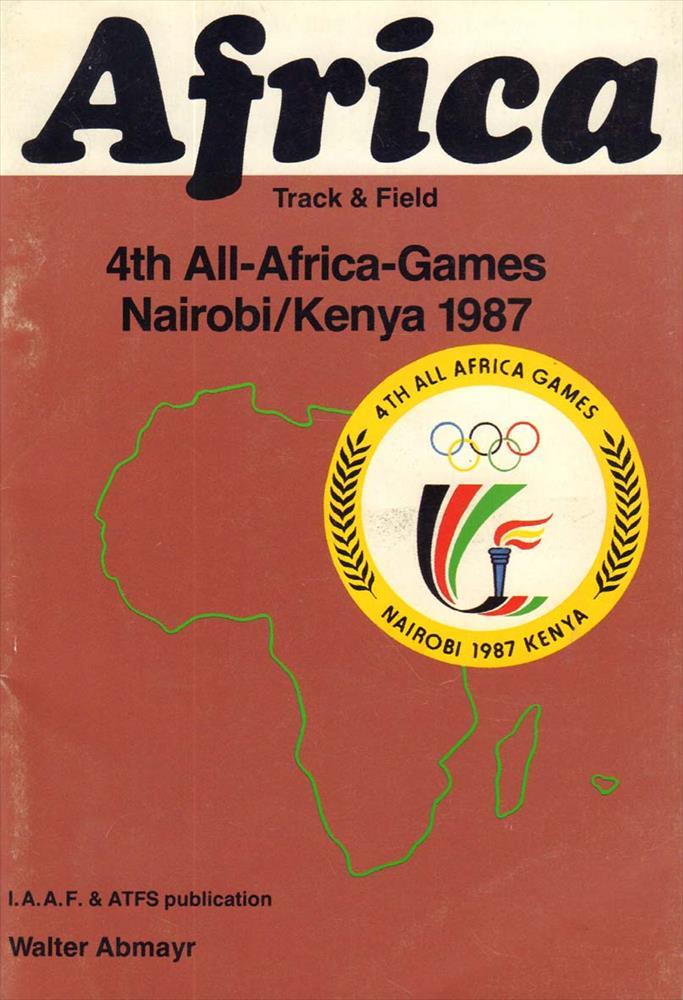 Africa
Track & Field
4th All-Africa-Games
Nairobi/Kenya 1987
4TH ALL AFRICA GAMES
NAIROBI 1987 KENYA
I.A.A.F. & ATFS publication
Walter Abmayr